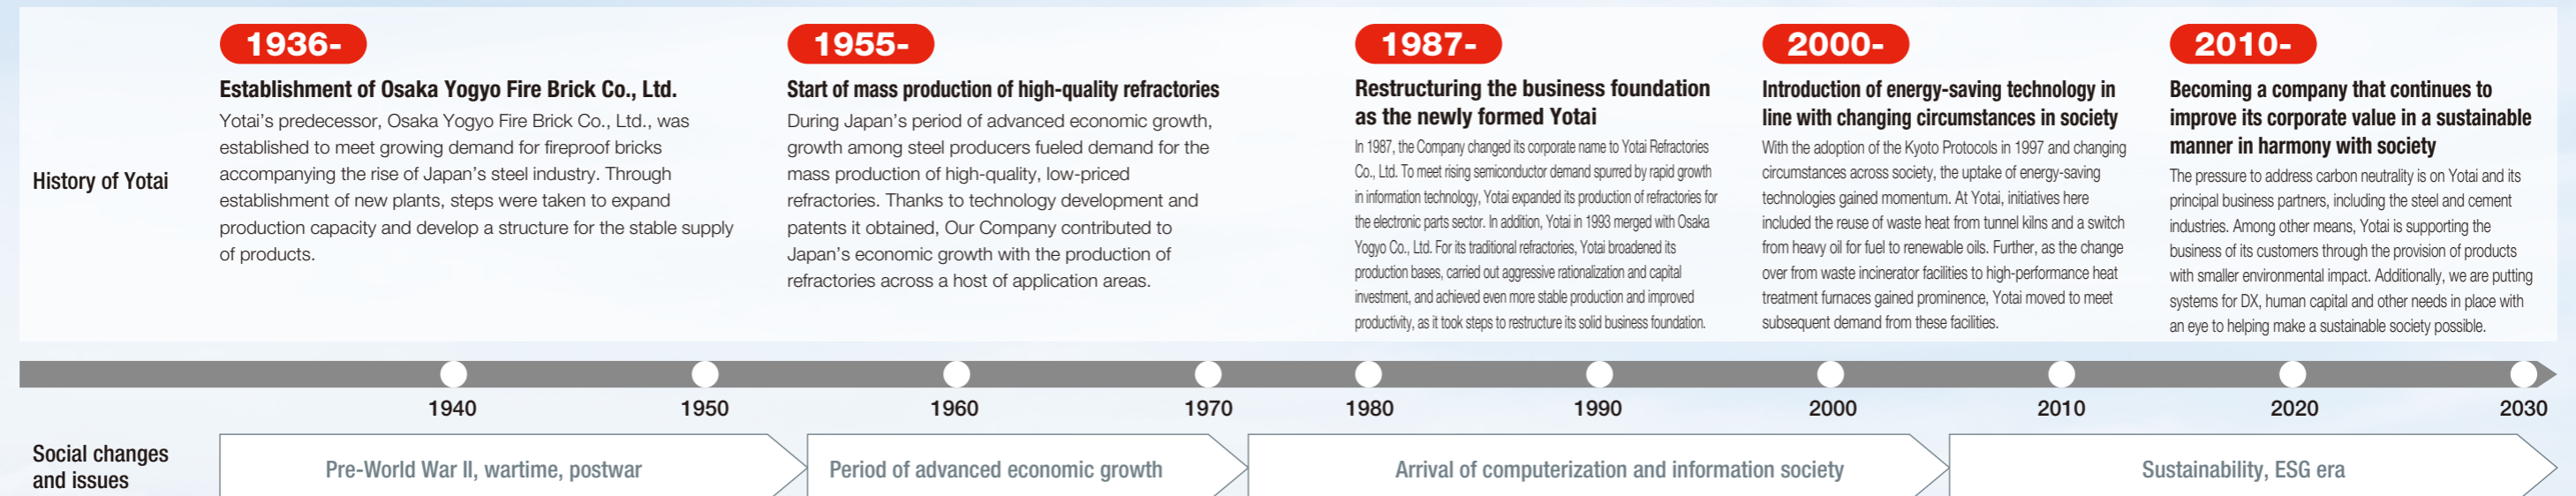 History of Yotai
1936-
Establishment of Osaka Yogyo Fire Brick Co., Ltd.
Yotai’s predecessor, Osaka Yogyo Fire Brick Co., Ltd., was
established to meet growing demand for fireproof bricks
accompanying the rise of Japan’s steel industry. Through
establishment of new plants, steps were taken to expand
production capacity and develop a structure for the stable supply
of products.
1955-
Start of mass production of high-quality refractories
During Japan’s period of advanced economic growth,
growth among steel producers fueled demand for the
mass production of high-quality, low-priced
refractories. Thanks to technology development and
patents it obtained, Our Company contributed to
Japan’s economic growth with the production of
refractories across a host of application areas.
1987-
Restructuring the business foundation
as the newly formed Yotai
In 1987, the Company changed its corporate name to Yotai Refractories
Co., Ltd. To meet rising semiconductor demand spurred by rapid growth
in information technology, Yotai expanded its production of refractories for
the electronic parts sector. In addition, Yotai in 1993 merged with Osaka
Yogyo Co., Ltd. For its traditional refractories, Yotai broadened its
production bases, carried out aggressive rationalization and capital
investment, and achieved even more stable production and improved
productivity, as it took steps to restructure its solid business foundation.
2000-
Introduction of energy-saving technology in
line with changing circumstances in society
With the adoption of the Kyoto Protocols in 1997 and changing
circumstances across society, the uptake of energy-saving
technologies gained momentum. At Yotai, initiatives here
included the reuse of waste heat from tunnel kilns and a switch
from heavy oil for fuel to renewable oils. Further, as the change
over from waste incinerator facilities to high-performance heat
treatment furnaces gained prominence, Yotai moved to meet
subsequent demand from these facilities.
2010-
Becoming a company that continues to
improve its corporate value in a sustainable
manner in harmony with society
The pressure to address carbon neutrality is on Yotai and its
principal business partners, including the steel and cement
industries. Among other means, Yotai is supporting the
business of its customers through the provision of products
with smaller environmental impact. Additionally, we are putting
systems for DX, human capital and other needs in place with
an eye to helping make a sustainable society possible.
1940
1950
1960
1970
1980
1990
2000
2010
2020
2030
Social changes
and issues
Pre-World War II, wartime, postwar
Period of advanced economic growth
Arrival of computerization and information society
Sustainability, ESG era